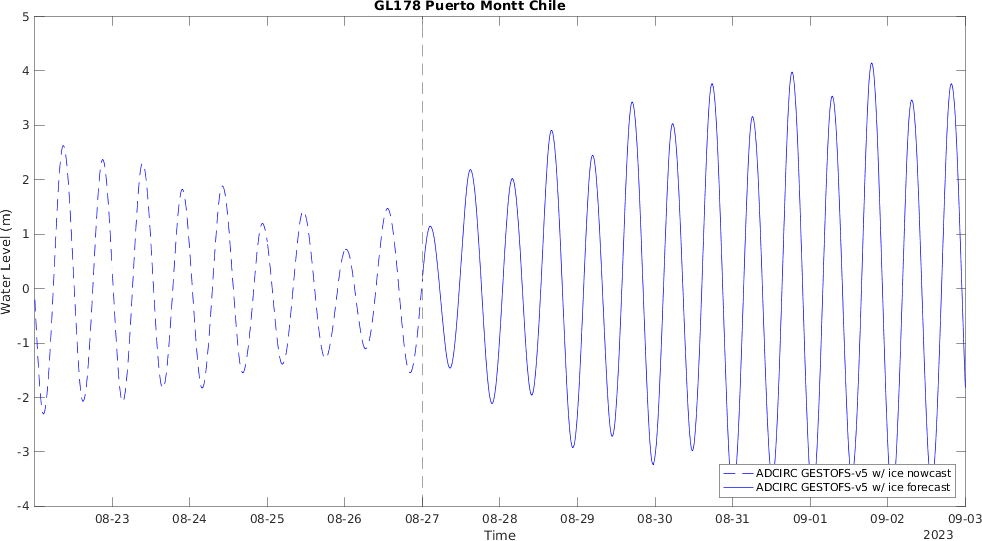 GL178 Puerto Montt Chile
5
4
3
2
1
0
-1
-2
-3
-4
Water Level (m)
ADCIRC GESTOFS-v5 w/ ice nowcast
ADCIRC GESTOFS-v5 w/ ice forecast
08-23 08-24 08-25 08-26 08-27 08-28 08-29 08-30 08-31 09-01 09-02 09-03
Time
2023